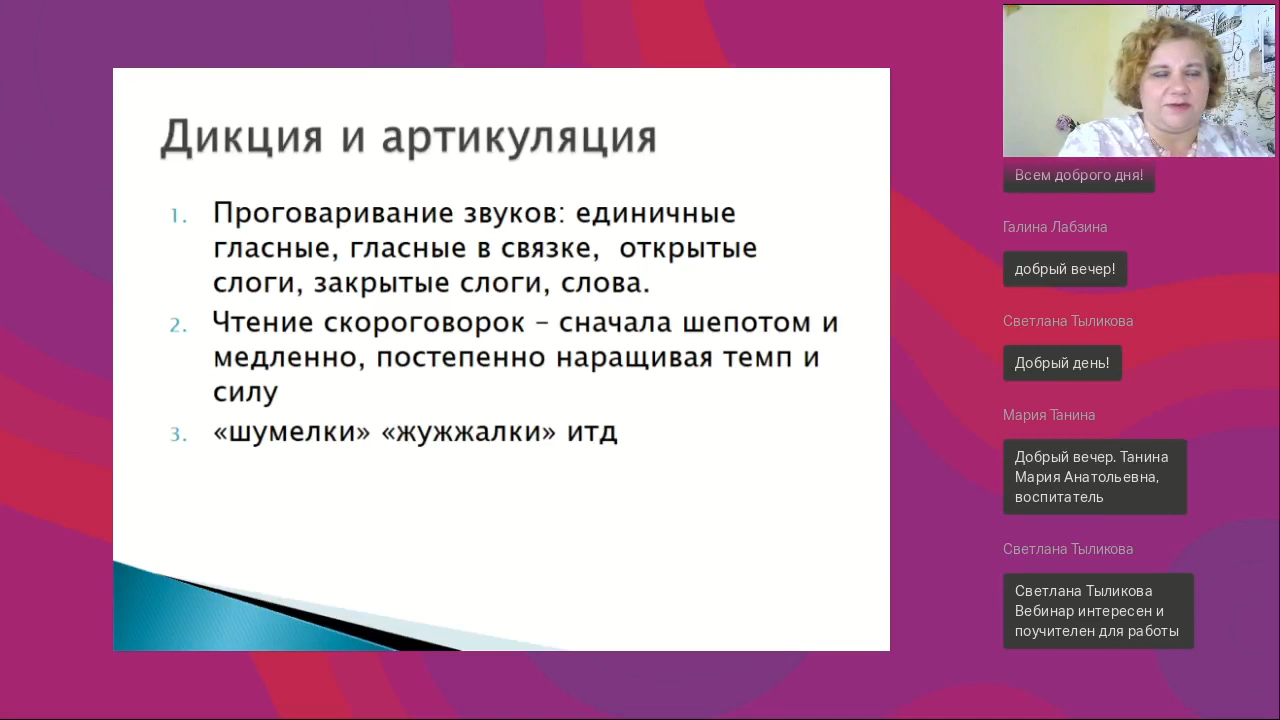 Дикция и артикуляция
1. Проговаривание звуков: единичные
гласные, гласные в связке, открытые
слоги, закрытые слоги, слова.
2. Чтение скороговорок – сначала шепотом и
медленно, постепенно наращивая темп и
силу
3. «шумелки» «жужжалки» итд
Всем доброго дня!
Галина Лабзина
добрый вечер!
Светлана Тыликова
Добрый день!
Мария Танина
Добрый вечер. Танина
Мария Анатольевна,
воспитатель
Светлана Тыликова
Светлана Тыликова
Вебинар интересен и
поучителен для работы